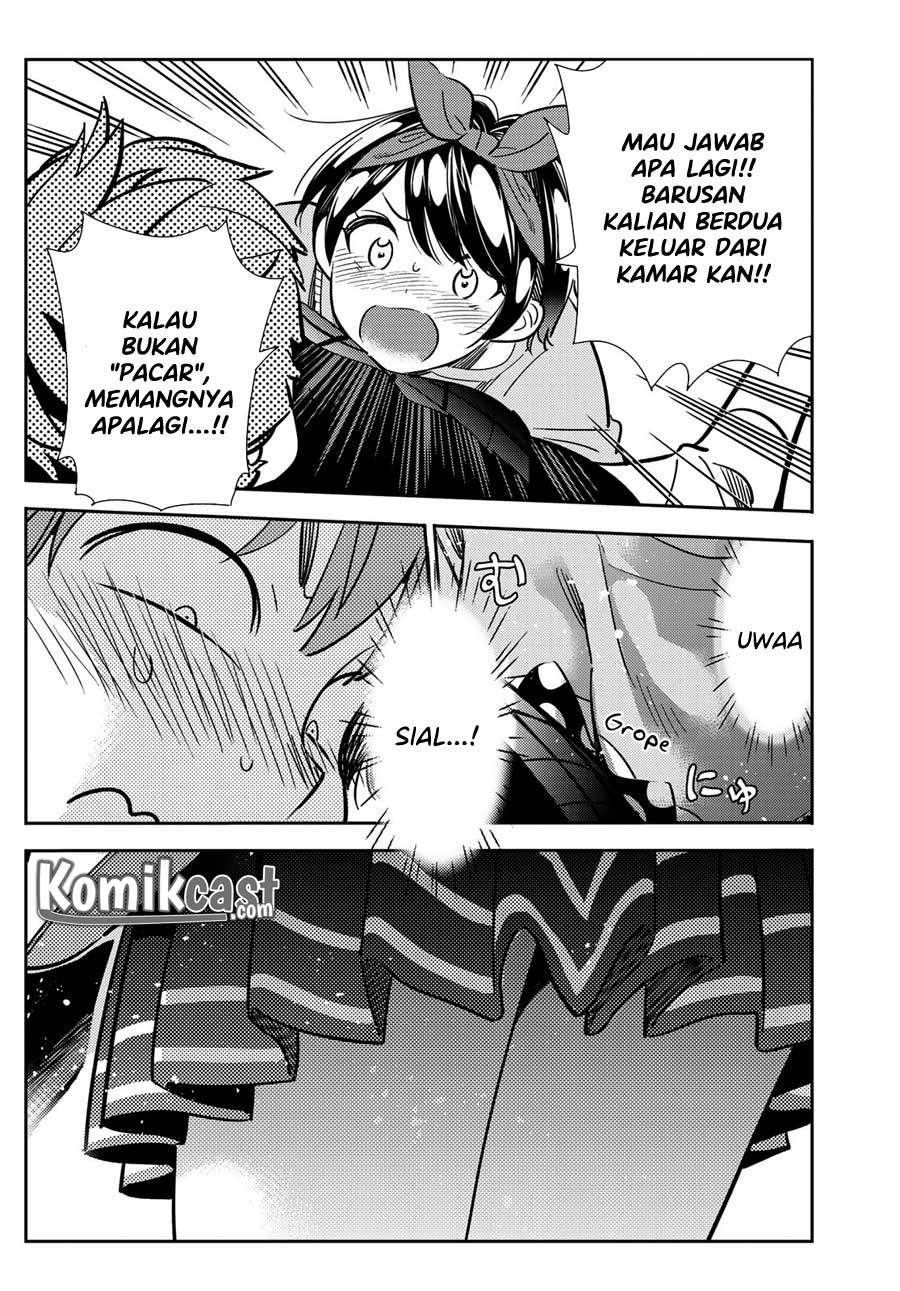 MAU JAWAB
APA LAGI!!
BARUSAN
KALIAN BERDUA
KELUAR DARI
KAMAR KAN!!
KALAU
BUKAN
"PACAR",
MEMANGNYA
APALAGI...!!
UWAA
む
Grope
にゅ
SIAL...!
Komikcast
.com